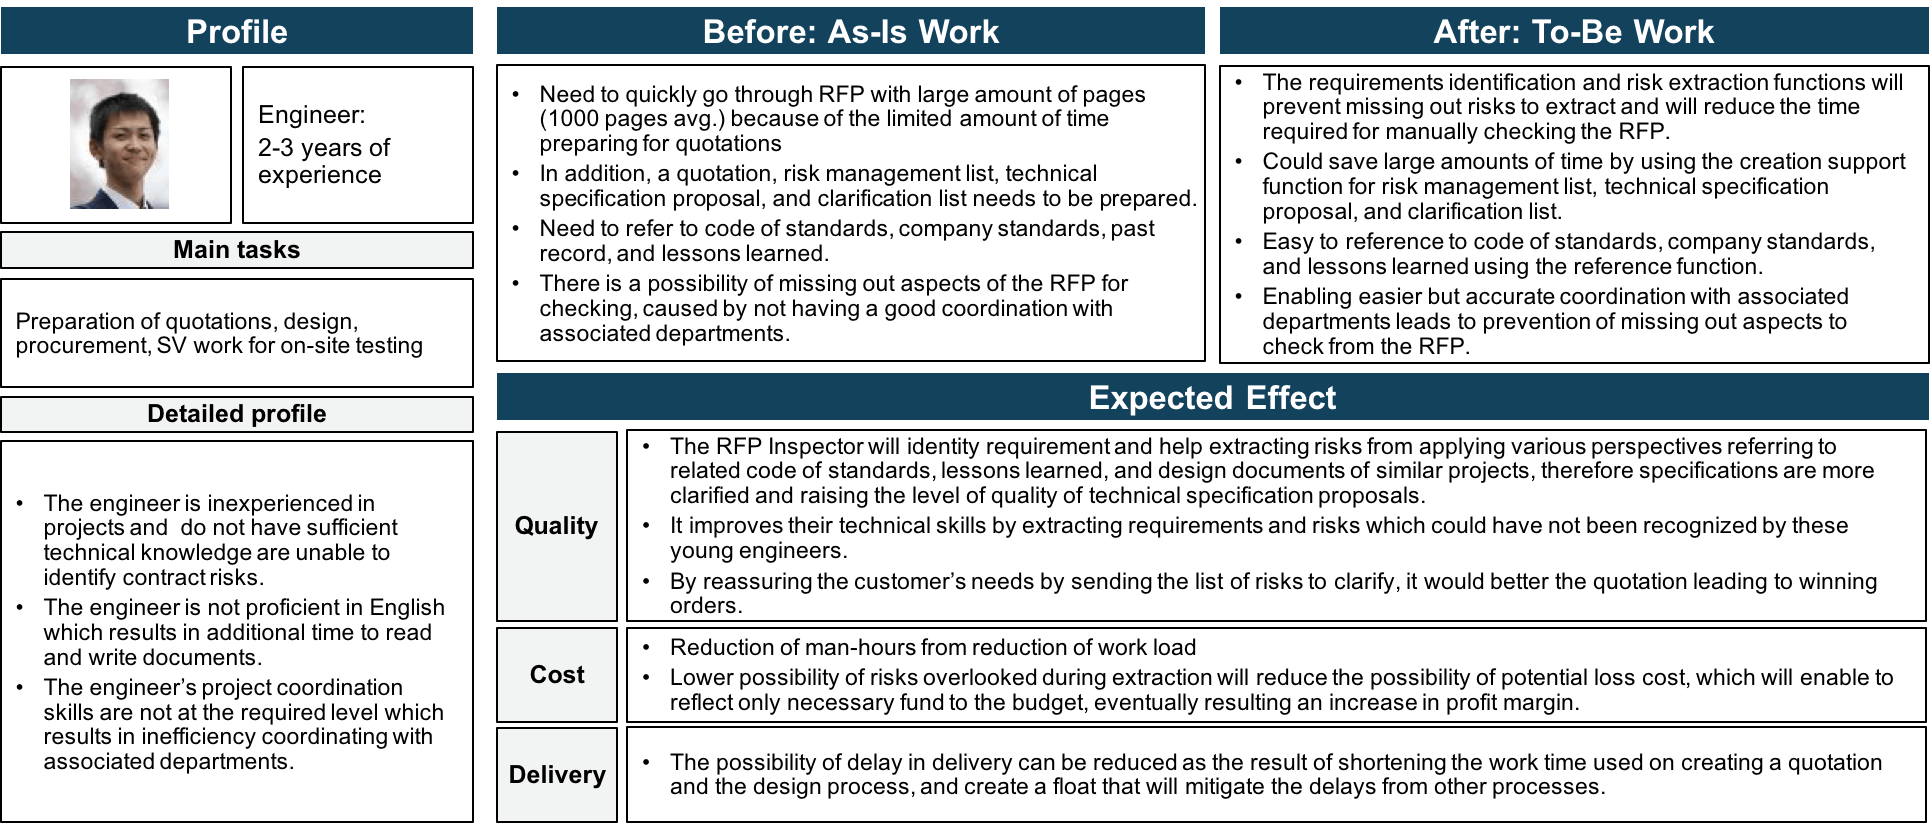 Profile
Engineer:
2-3 years of
experience
Main tasks
Preparation of quotations, design,
procurement, SV work for on-site testing
Detailed profile
• The engineer is inexperienced in
projects and  do not have sufficient
technical knowledge are unable to
identify contract risks.
• The engineer is not proficient in English
which results in additional time to read
and write documents.
• The engineer's project coordination
skills are not at the required level which
results in inefficiency coordinating with
associated departments.
Before: As-Is Work
• Need to quickly go through RFP with large amount of pages
(1000 pages avg.) because of the limited amount of time
preparing for quotations
• In addition, a quotation, risk management list, technical
specification proposal, and clarification list needs to be prepared.
• Need to refer to code of standards, company standards, past
record, and lessons learned.
• There is a possibility of missing out aspects of the RFP for
checking, caused by not having a good coordination with
associated departments.
After: To-Be Work
• The requirements identification and risk extraction functions will
prevent missing out risks to extract and will reduce the time
required for manually checking the RFP.
• Could save large amounts of time by using the creation support
function for risk management list, technical specification
proposal, and clarification list.
• Easy to reference to code of standards, company standards,
and lessons learned using the reference function.
• Enabling easier but accurate coordination with associated
departments leads to prevention of missing out aspects to
check from the RFP.
Expected Effect
Quality
• The RFP Inspector will identity requirement and help extracting risks from applying various perspectives referring to
related code of standards, lessons learned, and design documents of similar projects, therefore specifications are more
clarified and raising the level of quality of technical specification proposals.
• It improves their technical skills by extracting requirements and risks which could have not been recognized by these
young engineers.
• By reassuring the customer's needs by sending the list of risks to clarify, it would better the quotation leading to winning
orders.
Cost
• Reduction of man-hours from reduction of work load
• Lower possibility of risks overlooked during extraction will reduce the possibility of potential loss cost, which will enable to
reflect only necessary fund to the budget, eventually resulting an increase in profit margin.
Delivery
• The possibility of delay in delivery can be reduced as the result of shortening the work time used on creating a quotation
and the design process, and create a float that will mitigate the delays from other processes.